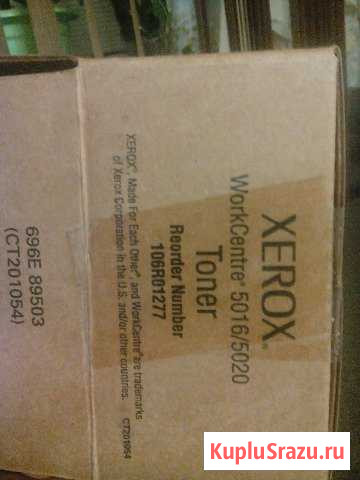 XEROX®
WorkCentre® 5016/5020
Toner
Reorder Number
106R01277
XEROX®, Made For Each Other®, and WorkCentre® are trademarks
of Xerox Corporation in the U.S. and/or other countries.
CT201054
696E 89503
(CT201054)
KupluSrazu.ru